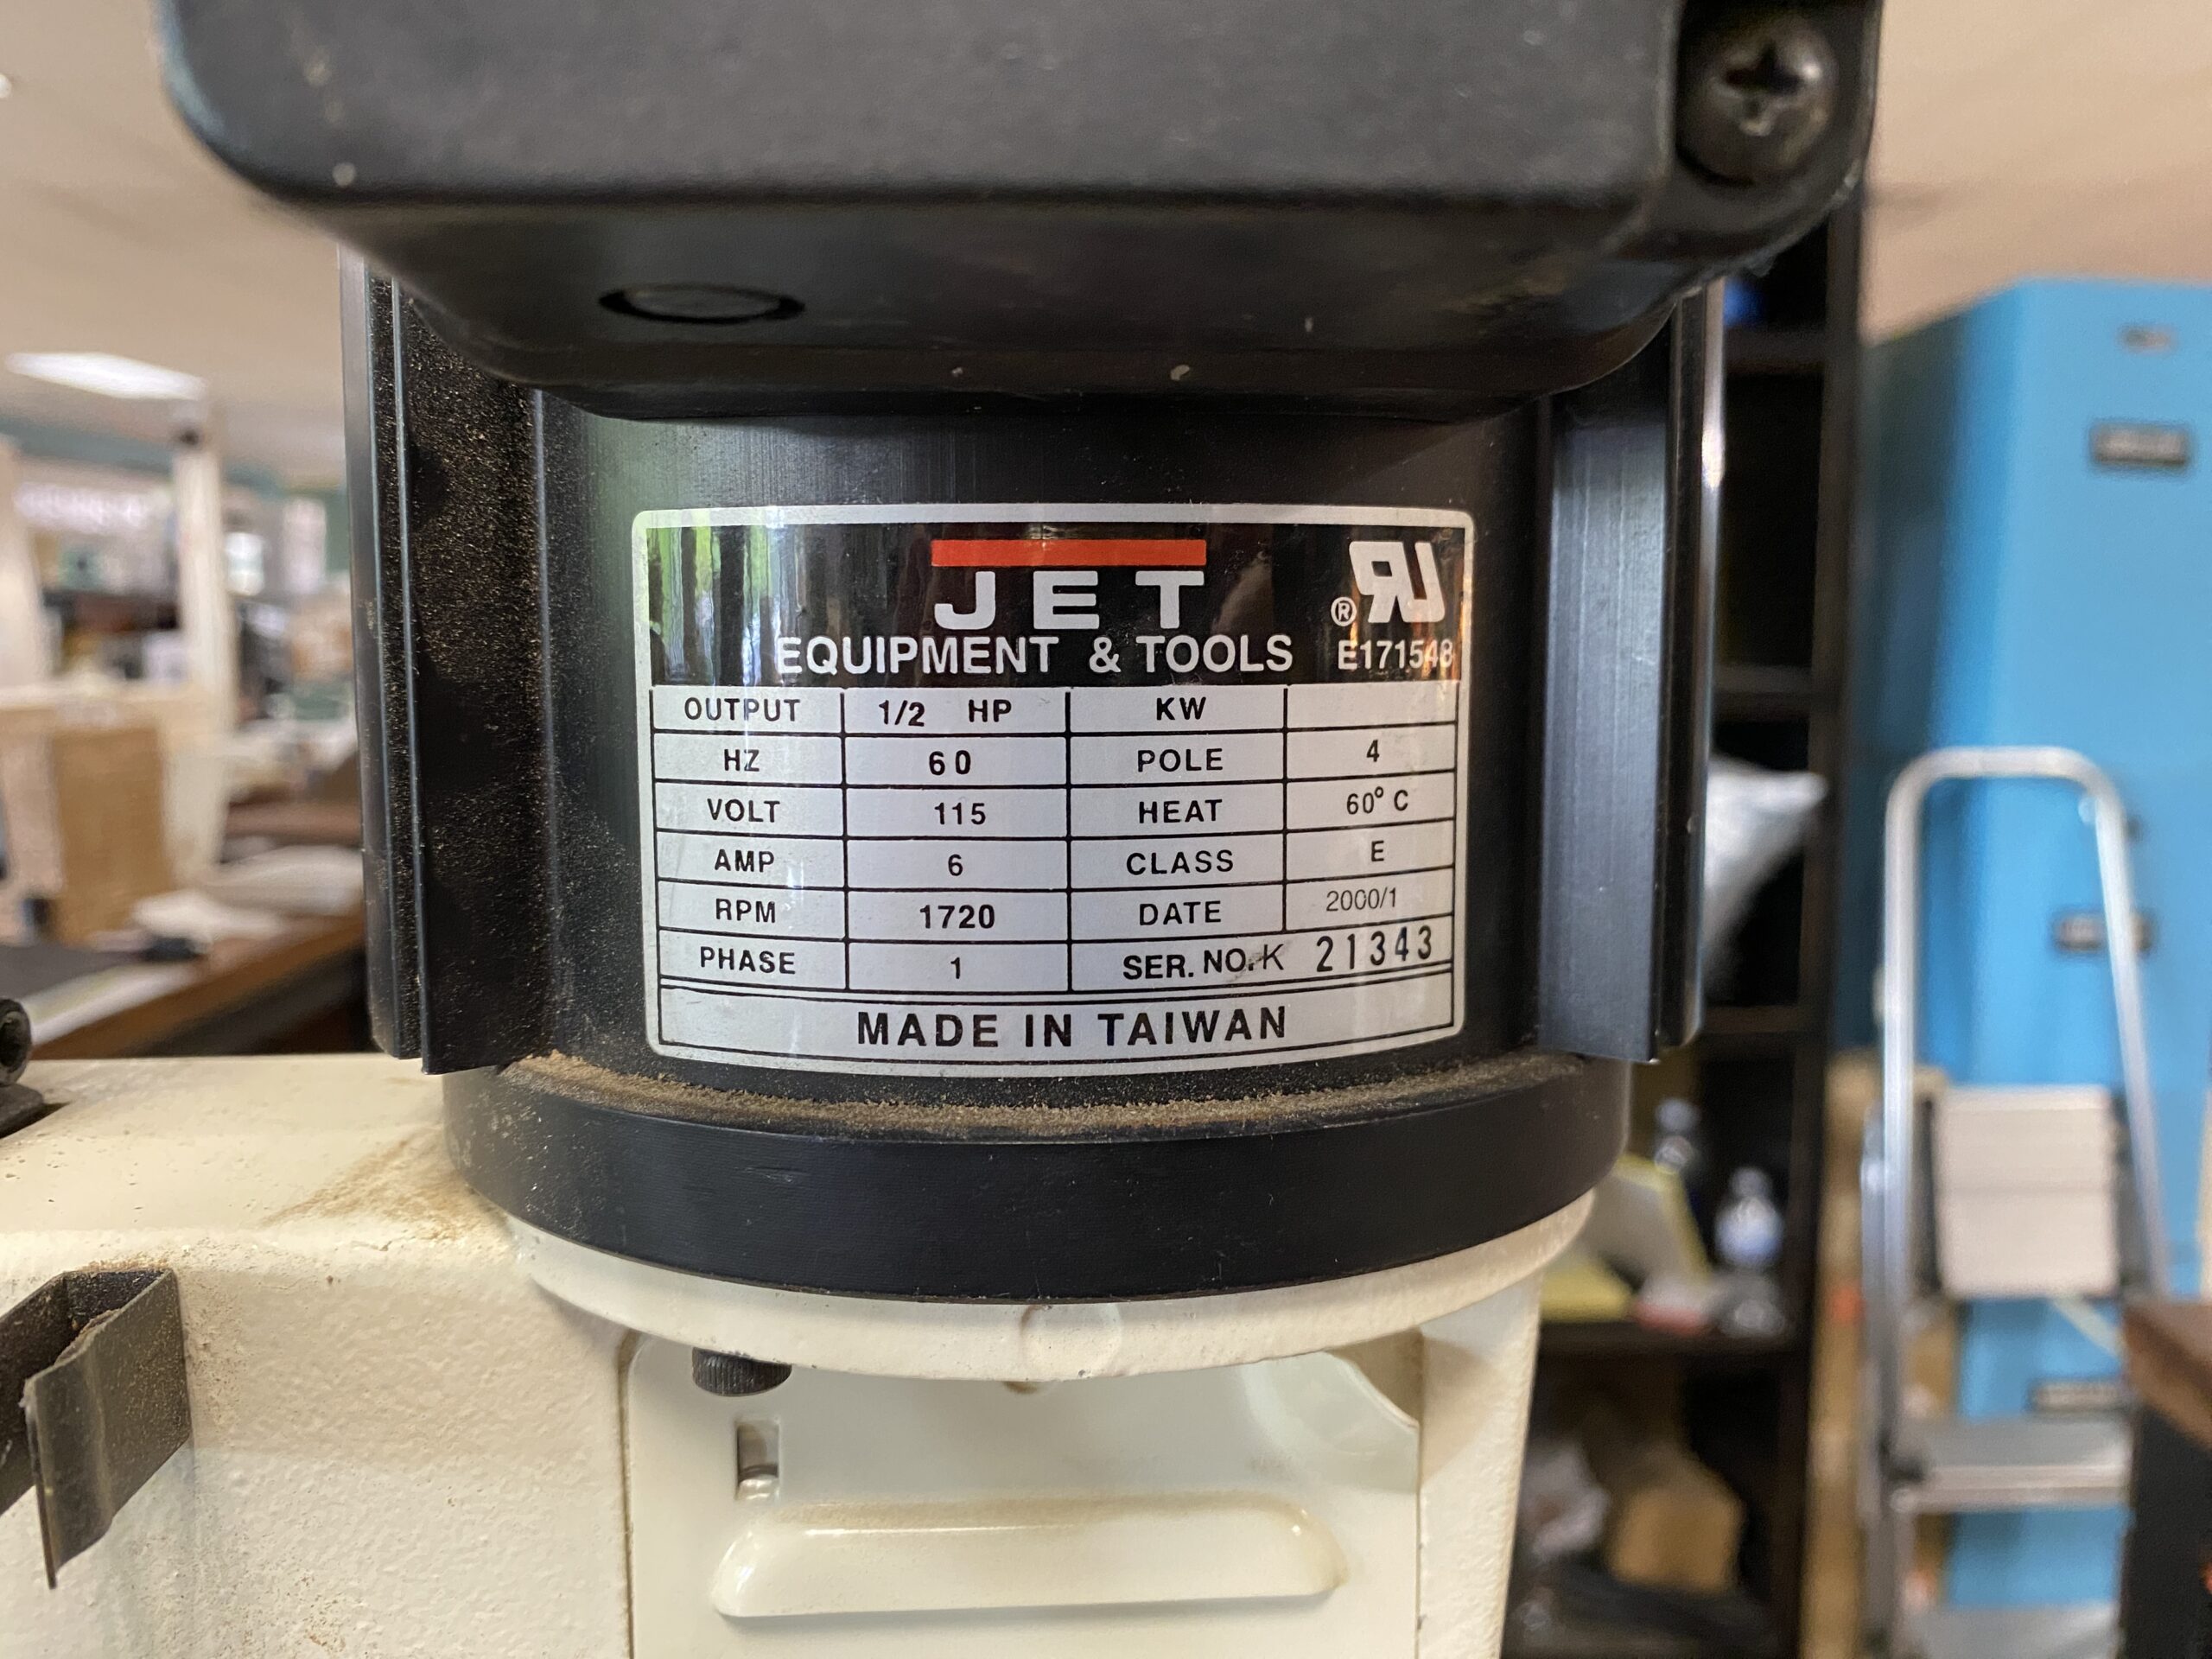 JET
EQUIPMENT & TOOLS
RU ®
E171548
OUTPUT 1/2 HP KW
HZ 60 POLE 4
VOLT 115 HEAT 60° C
AMP 6 CLASS E
RPM 1720 DATE 2000/1
PHASE 1 SER. NO. K 21343
MADE IN TAIWAN